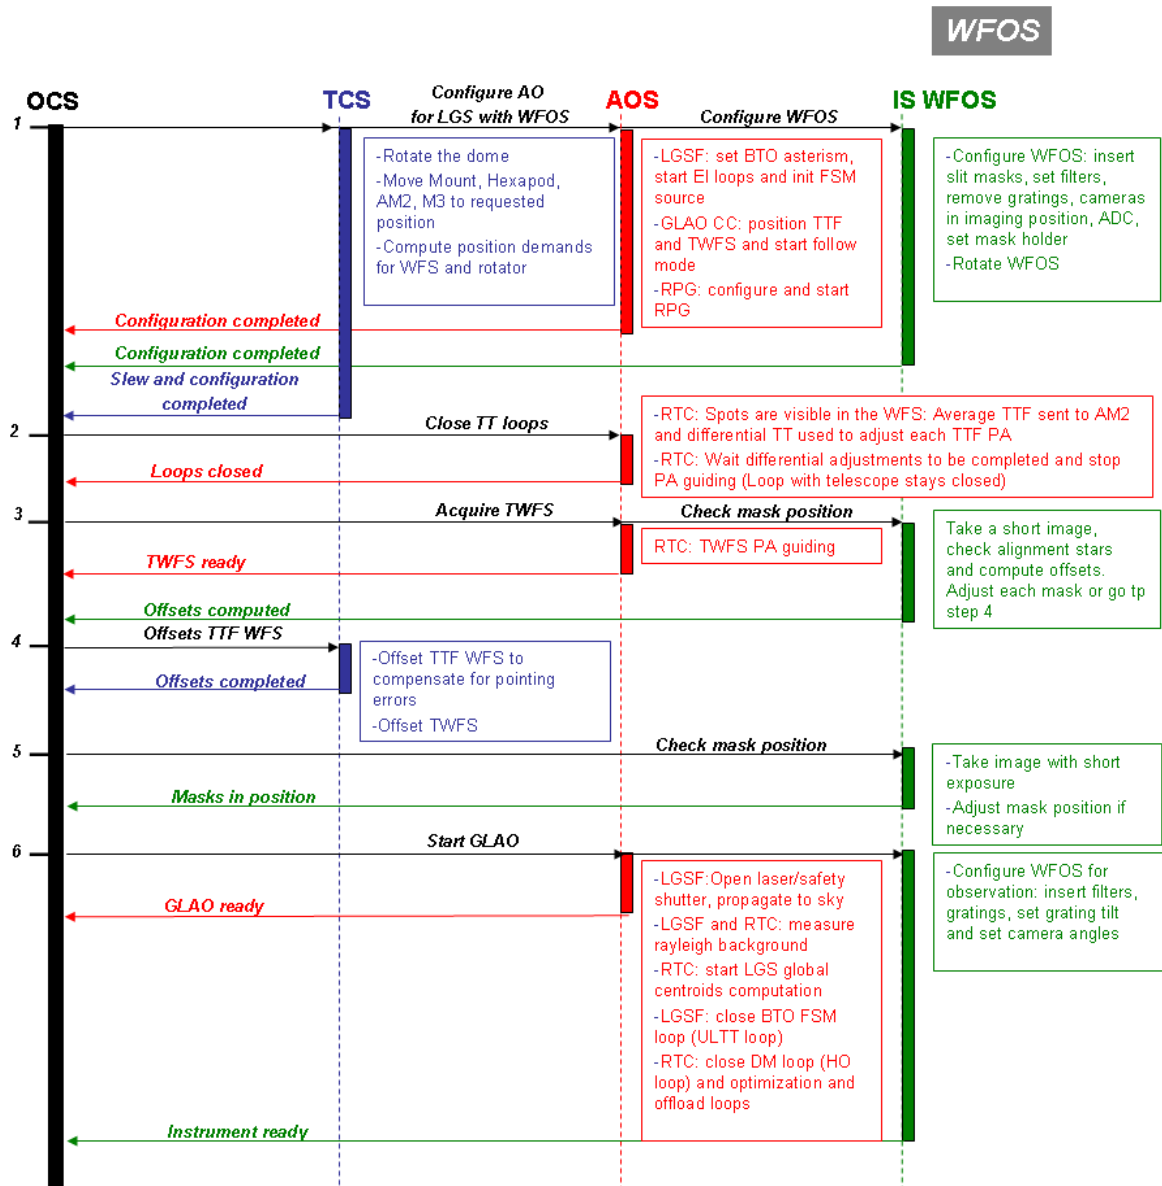 WFOS
OCS
TCS
Configure AO
for LGS with WFOS
AOS
Configure WFOS
IS WFOS
1
-Rotate the dome
-Move Mount, Hexapod,
AM2, M3 to requested
position
-Compute position demands
for WFS and rotator
-LGSF: set BTO asterism,
start EI loops and init FSM
source
-GLAO CC: position TTF
and TWFS and start follow
mode
-RPG: configure and start
RPG
-Configure WFOS: insert
slit masks, set filters,
remove gratings, cameras
in imaging position, ADC,
set mask holder
-Rotate WFOS
Configuration completed
Configuration completed
Slew and configuration
completed
2
Close TT loops
-RTC: Spots are visible in the WFS: Average TTF sent to AM2
and differential TT used to adjust each TTF PA
-RTC: Wait differential adjustments to be completed and stop
PA guiding (Loop with telescope stays closed)
Loops closed
3
Acquire TWFS
Check mask position
RTC: TWFS PA guiding
Take a short image,
check alignment stars
and compute offsets.
Adjust each mask or go tp
step 4
TWFS ready
Offsets computed
4
Offsets TTF WFS
-Offset TTF WFS to
compensate for pointing
errors
-Offset TWFS
Offsets completed
5
Check mask position
-Take image with short
exposure
-Adjust mask position if
necessary
Masks in position
6
Start GLAO
-LGSF:Open laser/safety
shutter, propagate to sky
-LGSF and RTC: measure
rayleigh background
-RTC: start LGS global
centroids computation
-LGSF: close BTO FSM
loop (ULTT loop)
-RTC: close DM loop (HO
loop) and optimization and
offload loops
-Configure WFOS for
observation: insert filters,
gratings, set grating tilt
and set camera angles
GLAO ready
Instrument ready